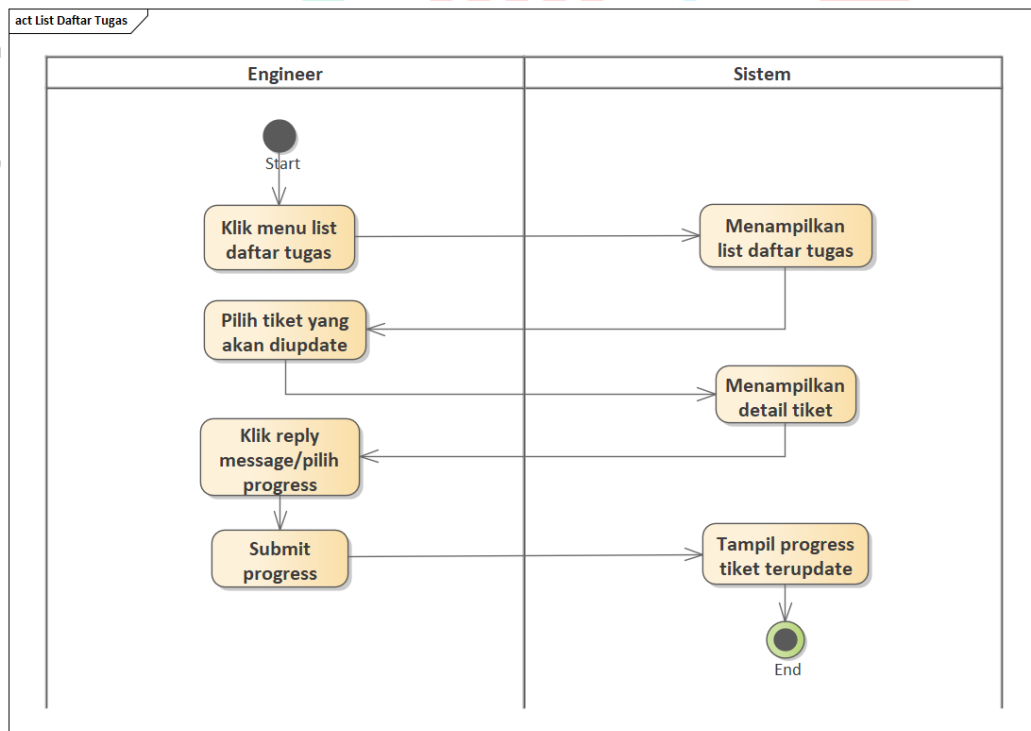 act List Daftar Tugas
Engineer
Sistem
Start
Klik menu list
daftar tugas
Menampilkan
list daftar tugas
Pilih tiket yang
akan diupdate
Menampilkan
detail tiket
Klik reply
message/pilih
progress
Submit
progress
Tampil progress
tiket terupdate
End